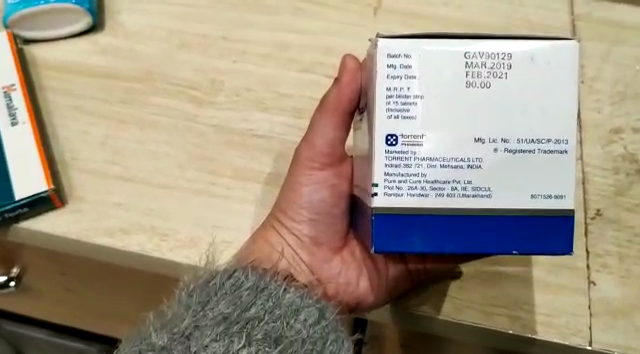 Himalaya
Batch No. GAV90129
Mfg. Date MAR.2019
Expiry Date FEB.2021
M.R.P. ₹ 90.00
per blister strip
of 15 tablets
(Inclusive
of all taxes)
torrent
PHARMA
Mfg. Lic. No. : 51/UA/SC/P-2013
® - Registered Trademark
Marketed by :
TORRENT PHARMACEUTICALS LTD.
Indrad-382 721, Dist. Mehsana, INDIA.
Manufactured by :
Pure and Cure Healthcare Pvt. Ltd.
Plot No. 26A-30, Sector - 8A, IIE, SIDCUL,
Ranipur, Haridwar - 249 403 (Uttarakhand)
8071526-9091